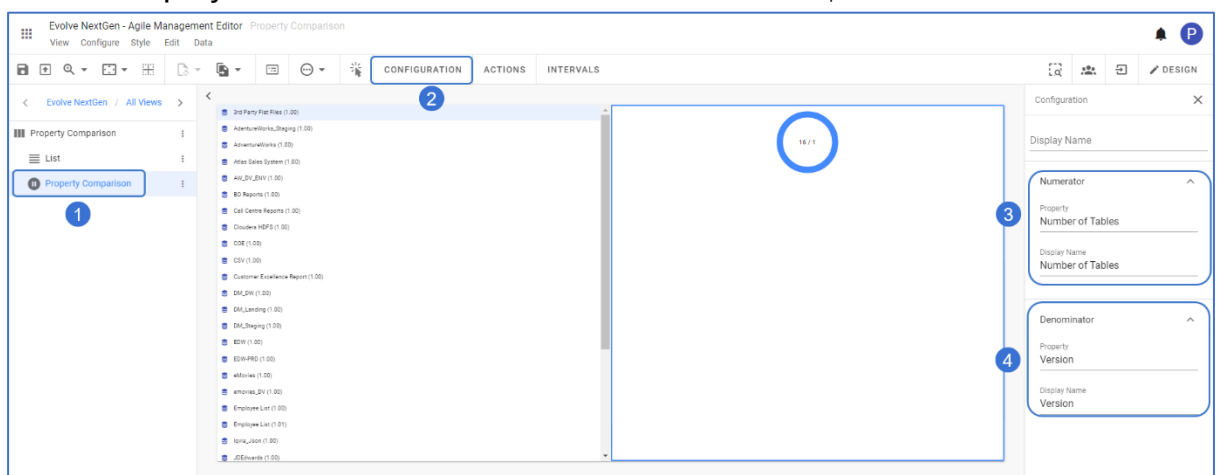 Evolve NextGen - Agile Management Editor Property Comparison
View Configure Style Edit Data
P
CONFIGURATION ACTIONS INTERVALS
DESIGN
Evolve NextGen / All Views
Property Comparison
List
Property Comparison
1
2
3rd Party Flat Files (1.00)
AdentureWorks_Staging (1.00)
AdventureWorks (1.00)
Atlas Sales System (1.00)
AW_DV_ENV (1.00)
BO Reports (1.00)
Call Centre Reports (1.00)
Cloudera HDFS (1.00)
COE (1.00)
CSV (1.00)
Customer Excellence Report (1.00)
DM_DW (1.00)
DM_Landing (1.00)
DM_Staging (1.00)
EDW (1.00)
EDW-PRD (1.00)
eMovies (1.00)
emovies_DV (1.00)
Employee List (1.00)
Employee List (1.01)
JDEdwards (1.00)
16 / 1
Configuration
Display Name
3
Numerator
Property
Number of Tables
Display Name
Number of Tables
4
Denominator
Property
Version
Display Name
Version